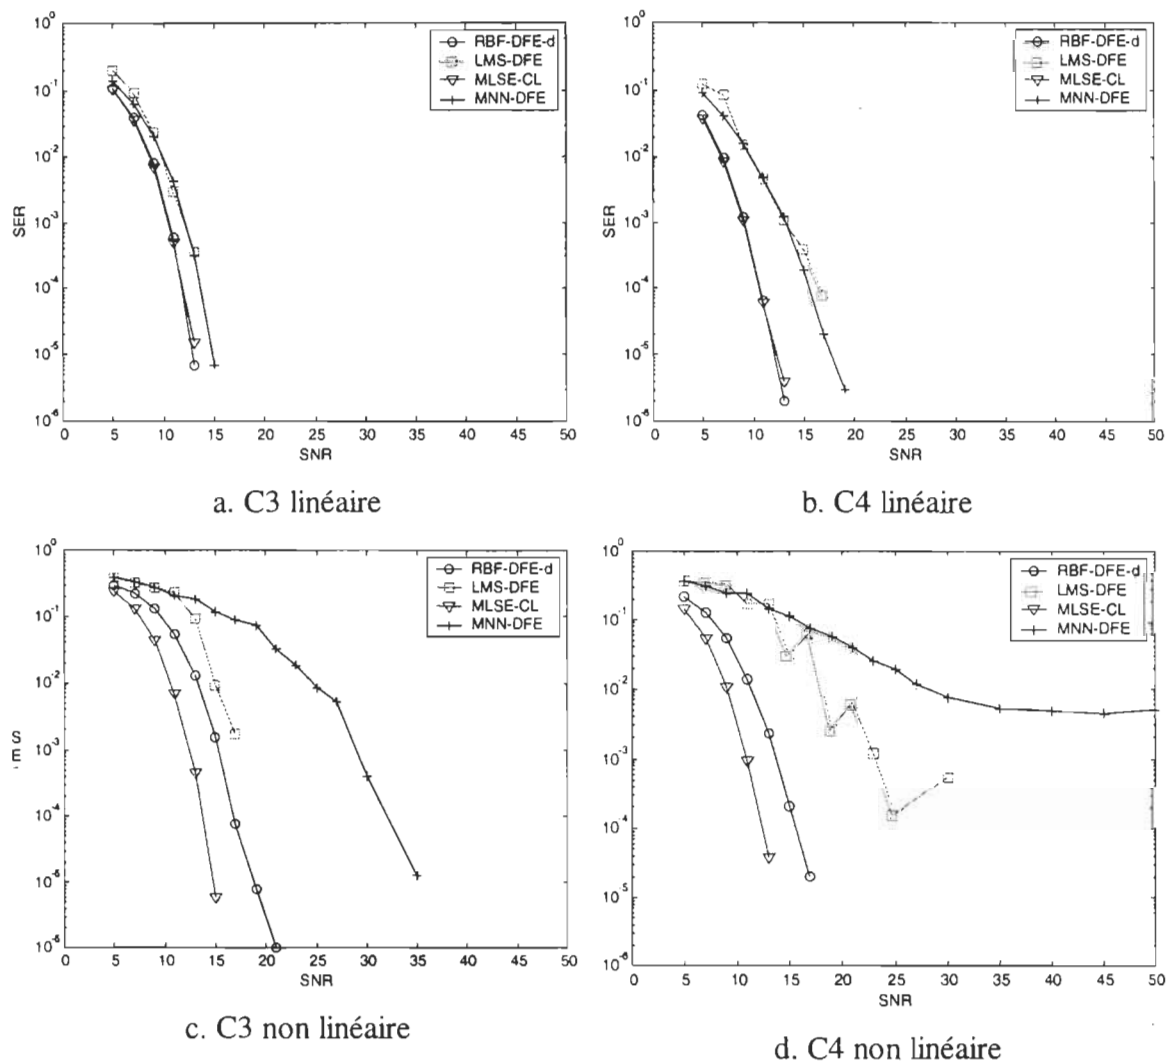 10^0
10^-1
10^-2
10^-3
10^-4
10^-5
10^-6
SER
0 5 10 15 20 25 30 35 40 45 50
SNR
RBF-DFE-d
LMS-DFE
MLSE-CL
MNN-DFE
a. C3 linéaire
10^0
10^-1
10^-2
10^-3
10^-4
10^-5
10^-6
SER
0 5 10 15 20 25 30 35 40 45 50
SNR
RBF-DFE-d
LMS-DFE
MLSE-CL
MNN-DFE
b. C4 linéaire
10^0
10^-1
10^-2
10^-3
10^-4
10^-5
10^-6
S
E
0 5 10 15 20 25 30 35 40 45 50
SNR
RBF-DFE-d
LMS-DFE
MLSE-CL
MNN-DFE
c. C3 non linéaire
10^0
10^-1
10^-2
10^-3
10^-4
10^-5
10^-6
0 5 10 15 20 25 30 35 40 45 50
SNR
RBF-DFE-d
LMS-DFE
MLSE-CL
MNN-DFE
d. C4 non linéaire